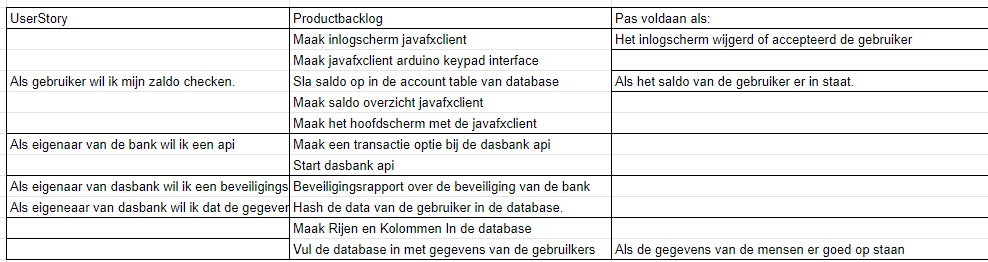 UserStory Productbacklog Pas voldaan als:
Maak inlogscherm javafxclient Het inlogscherm wijgerd of accepteerd de gebruiker
Maak javafxclient arduino keypad interface
Als gebruiker wil ik mijn zaldo checken. Sla saldo op in de account table van database Als het saldo van de gebruiker er in staat.
Maak saldo overzicht javafxclient
Maak het hoofdscherm met de javafxclient
Als eigenaar van de bank wil ik een api Maak een transactie optie bij de dasbank api
Start dasbank api
Als eigenaar van dasbank wil ik een beveiligings Beveiligingsrapport over de beveiliging van de bank
Als eigeneaar van dasbank wil ik dat de gegever Hash de data van de gebruiker in de database.
Maak Rijen en Kolommen In de database
Vul de database in met gegevens van de gebruilkers Als de gegevens van de mensen er goed op staan